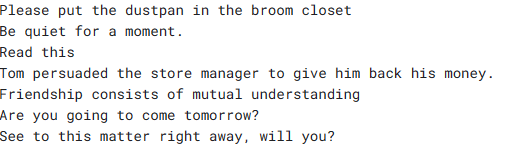 Please put the dustpan in the broom closet
Be quiet for a moment.
Read this
Tom persuaded the store manager to give him back his money.
Friendship consists of mutual understanding
Are you going to come tomorrow?
See to this matter right away, will you?